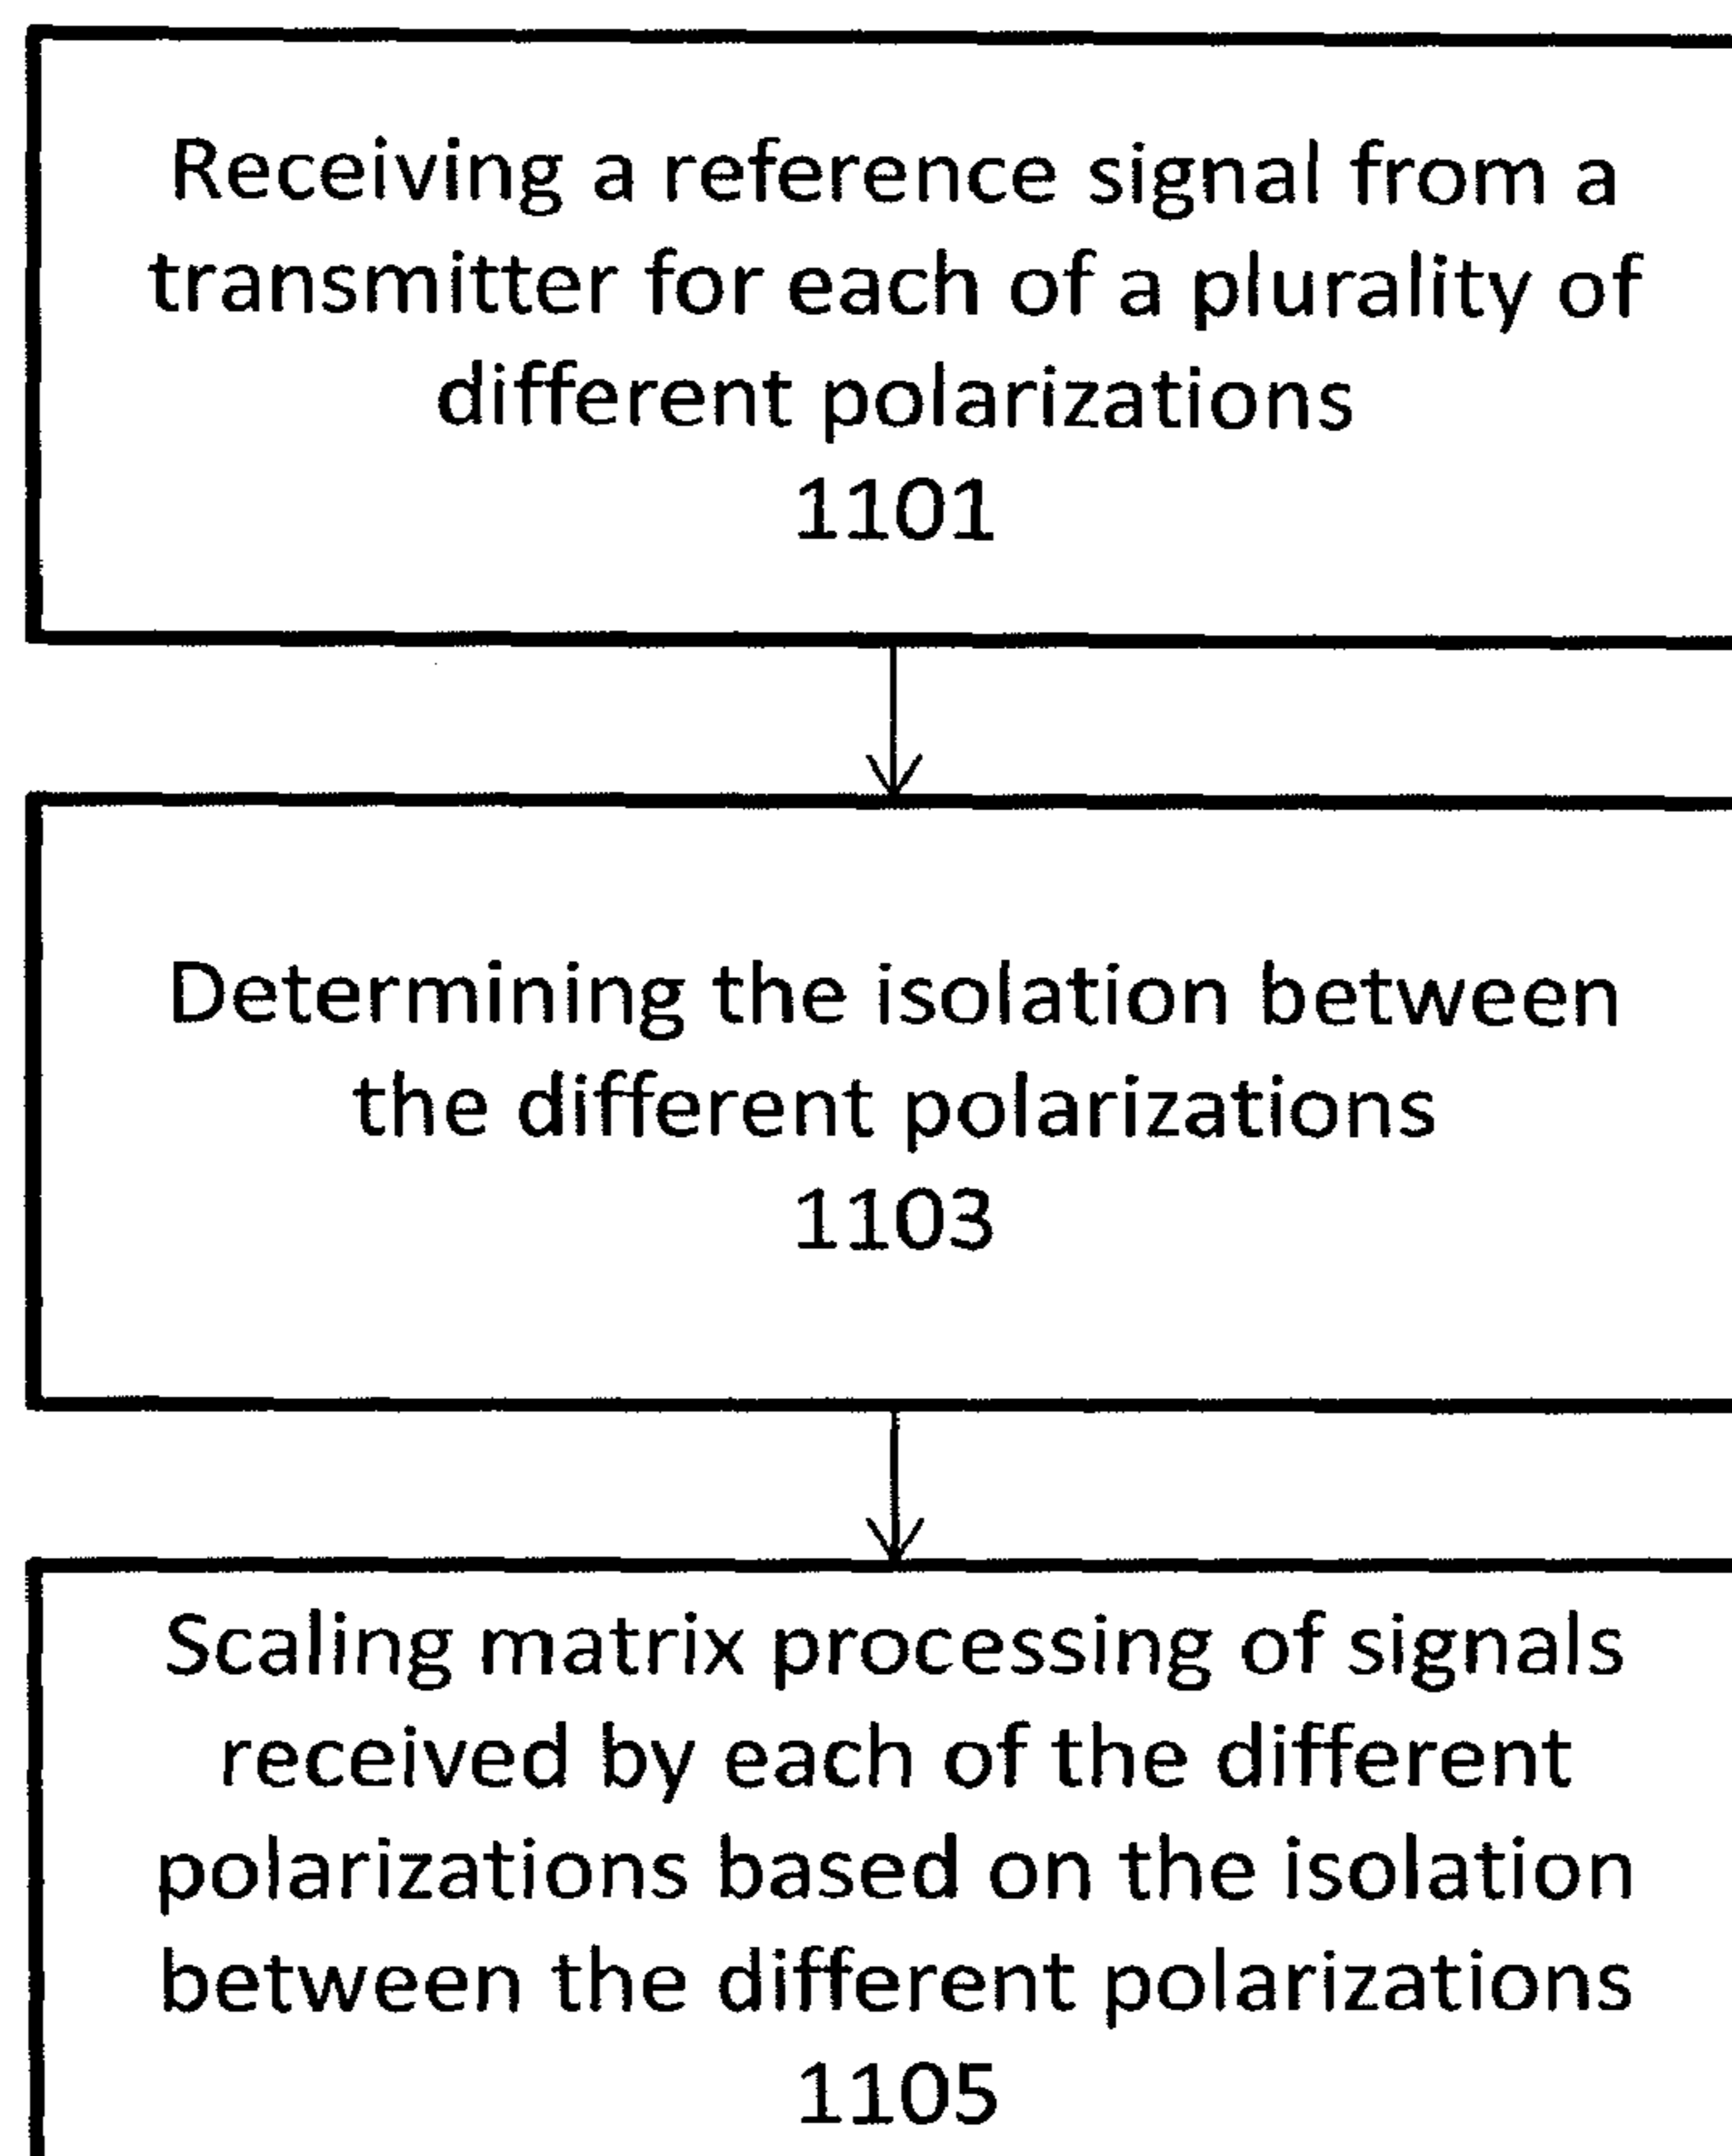 Receiving a reference signal from a
transmitter for each of a plurality of
different polarizations
1101
Determining the isolation between
the different polarizations
1103
Scaling matrix processing of signals
received by each of the different
polarizations based on the isolation
between the different polarizations
1105